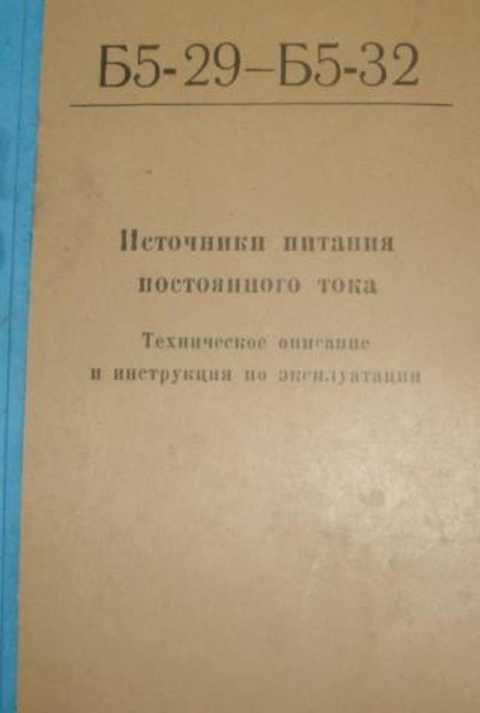 Б5-29–Б5-32
Источники питания
постоянного тока
Техническое описание
и инструкция по эксплуатации